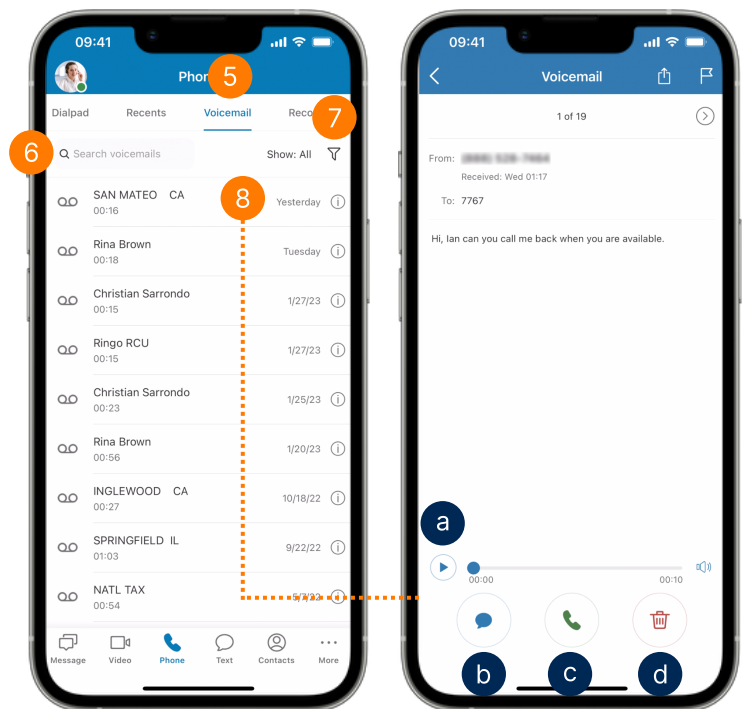 09:41
Pho
5
Dialpad Recents Voicemail Reco
7
6
Search voicemails Show: All
8
SAN MATEO CA
00:16
Yesterday
Rina Brown
00:18
Tuesday
Christian Sarrondo
00:15
1/27/23
Ringo RCU
00:15
1/27/23
Christian Sarrondo
00:23
1/25/23
Rina Brown
00:56
1/20/23
INGLEWOOD CA
00:27
10/18/22
SPRINGFIELD IL
01:03
9/22/22
NATL TAX
00:54
5/7/22
Message Video Phone Text Contacts More
09:41
Voicemail
1 of 19
From:
Received: Wed 01:17
To: 7767
Hi, Ian can you call me back when you are available.
a
00:00 00:10
b c d